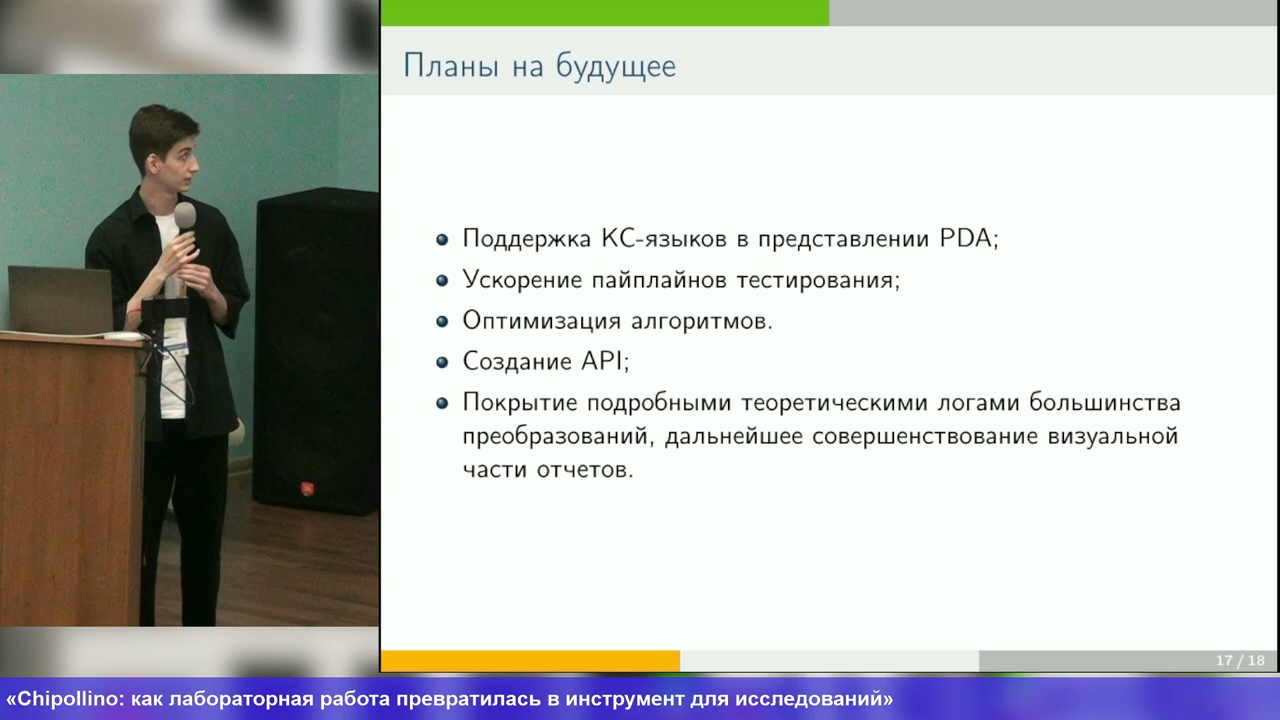 Планы на будущее
Поддержка КС-языков в представлении PDA;
Ускорение пайплайнов тестирования;
Оптимизация алгоритмов.
Создание API;
Покрытие подробными теоретическими логами большинства
преобразований, дальнейшее совершенствование визуальной
части отчетов.
17 / 18
«Chipollino: как лабораторная работа превратилась в инструмент для исследований»